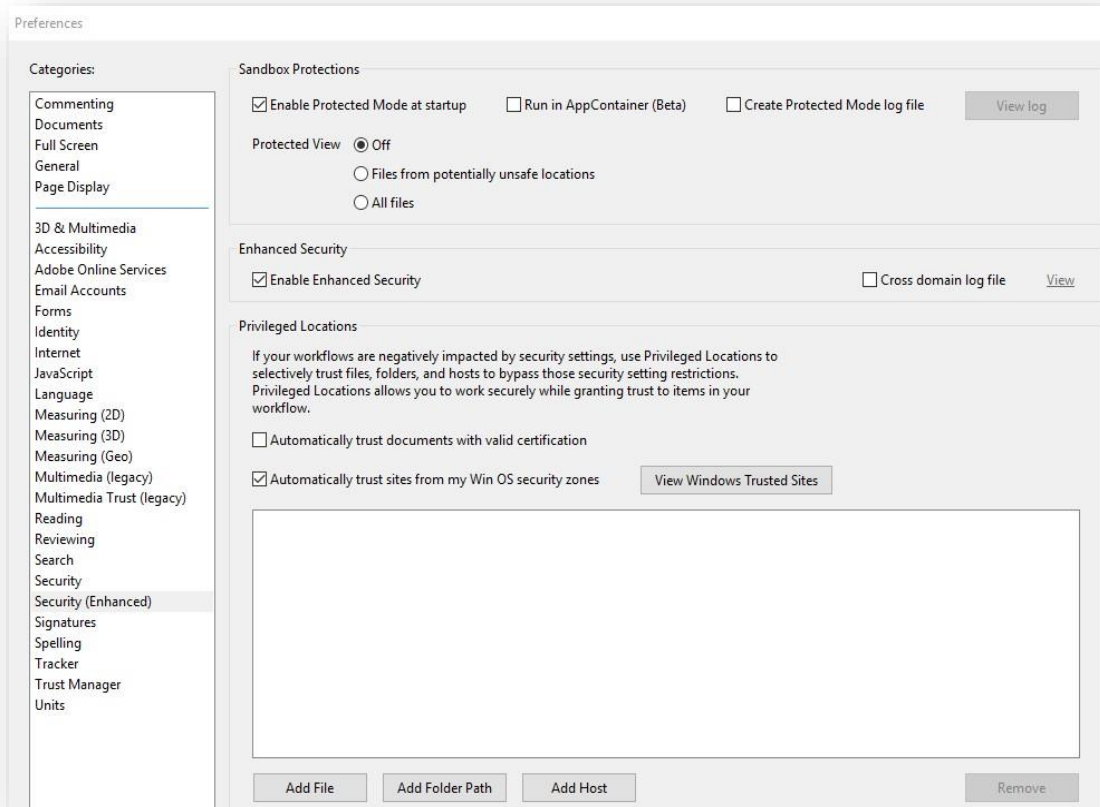 Preferences
Categories:
Commenting
Documents
Full Screen
General
Page Display
3D & Multimedia
Accessibility
Adobe Online Services
Email Accounts
Forms
Identity
Internet
JavaScript
Language
Measuring (2D)
Measuring (3D)
Measuring (Geo)
Multimedia (legacy)
Multimedia Trust (legacy)
Reading
Reviewing
Search
Security
Security (Enhanced)
Signatures
Spelling
Tracker
Trust Manager
Units
Sandbox Protections
Enable Protected Mode at startup Run in AppContainer (Beta) Create Protected Mode log file View log
Protected View Off
Files from potentially unsafe locations
All files
Enhanced Security
Enable Enhanced Security Cross domain log file View
Privileged Locations
If your workflows are negatively impacted by security settings, use Privileged Locations to
selectively trust files, folders, and hosts to bypass those security setting restrictions.
Privileged Locations allows you to work securely while granting trust to items in your
workflow.
Automatically trust documents with valid certification
Automatically trust sites from my Win OS security zones View Windows Trusted Sites
Add File Add Folder Path Add Host Remove